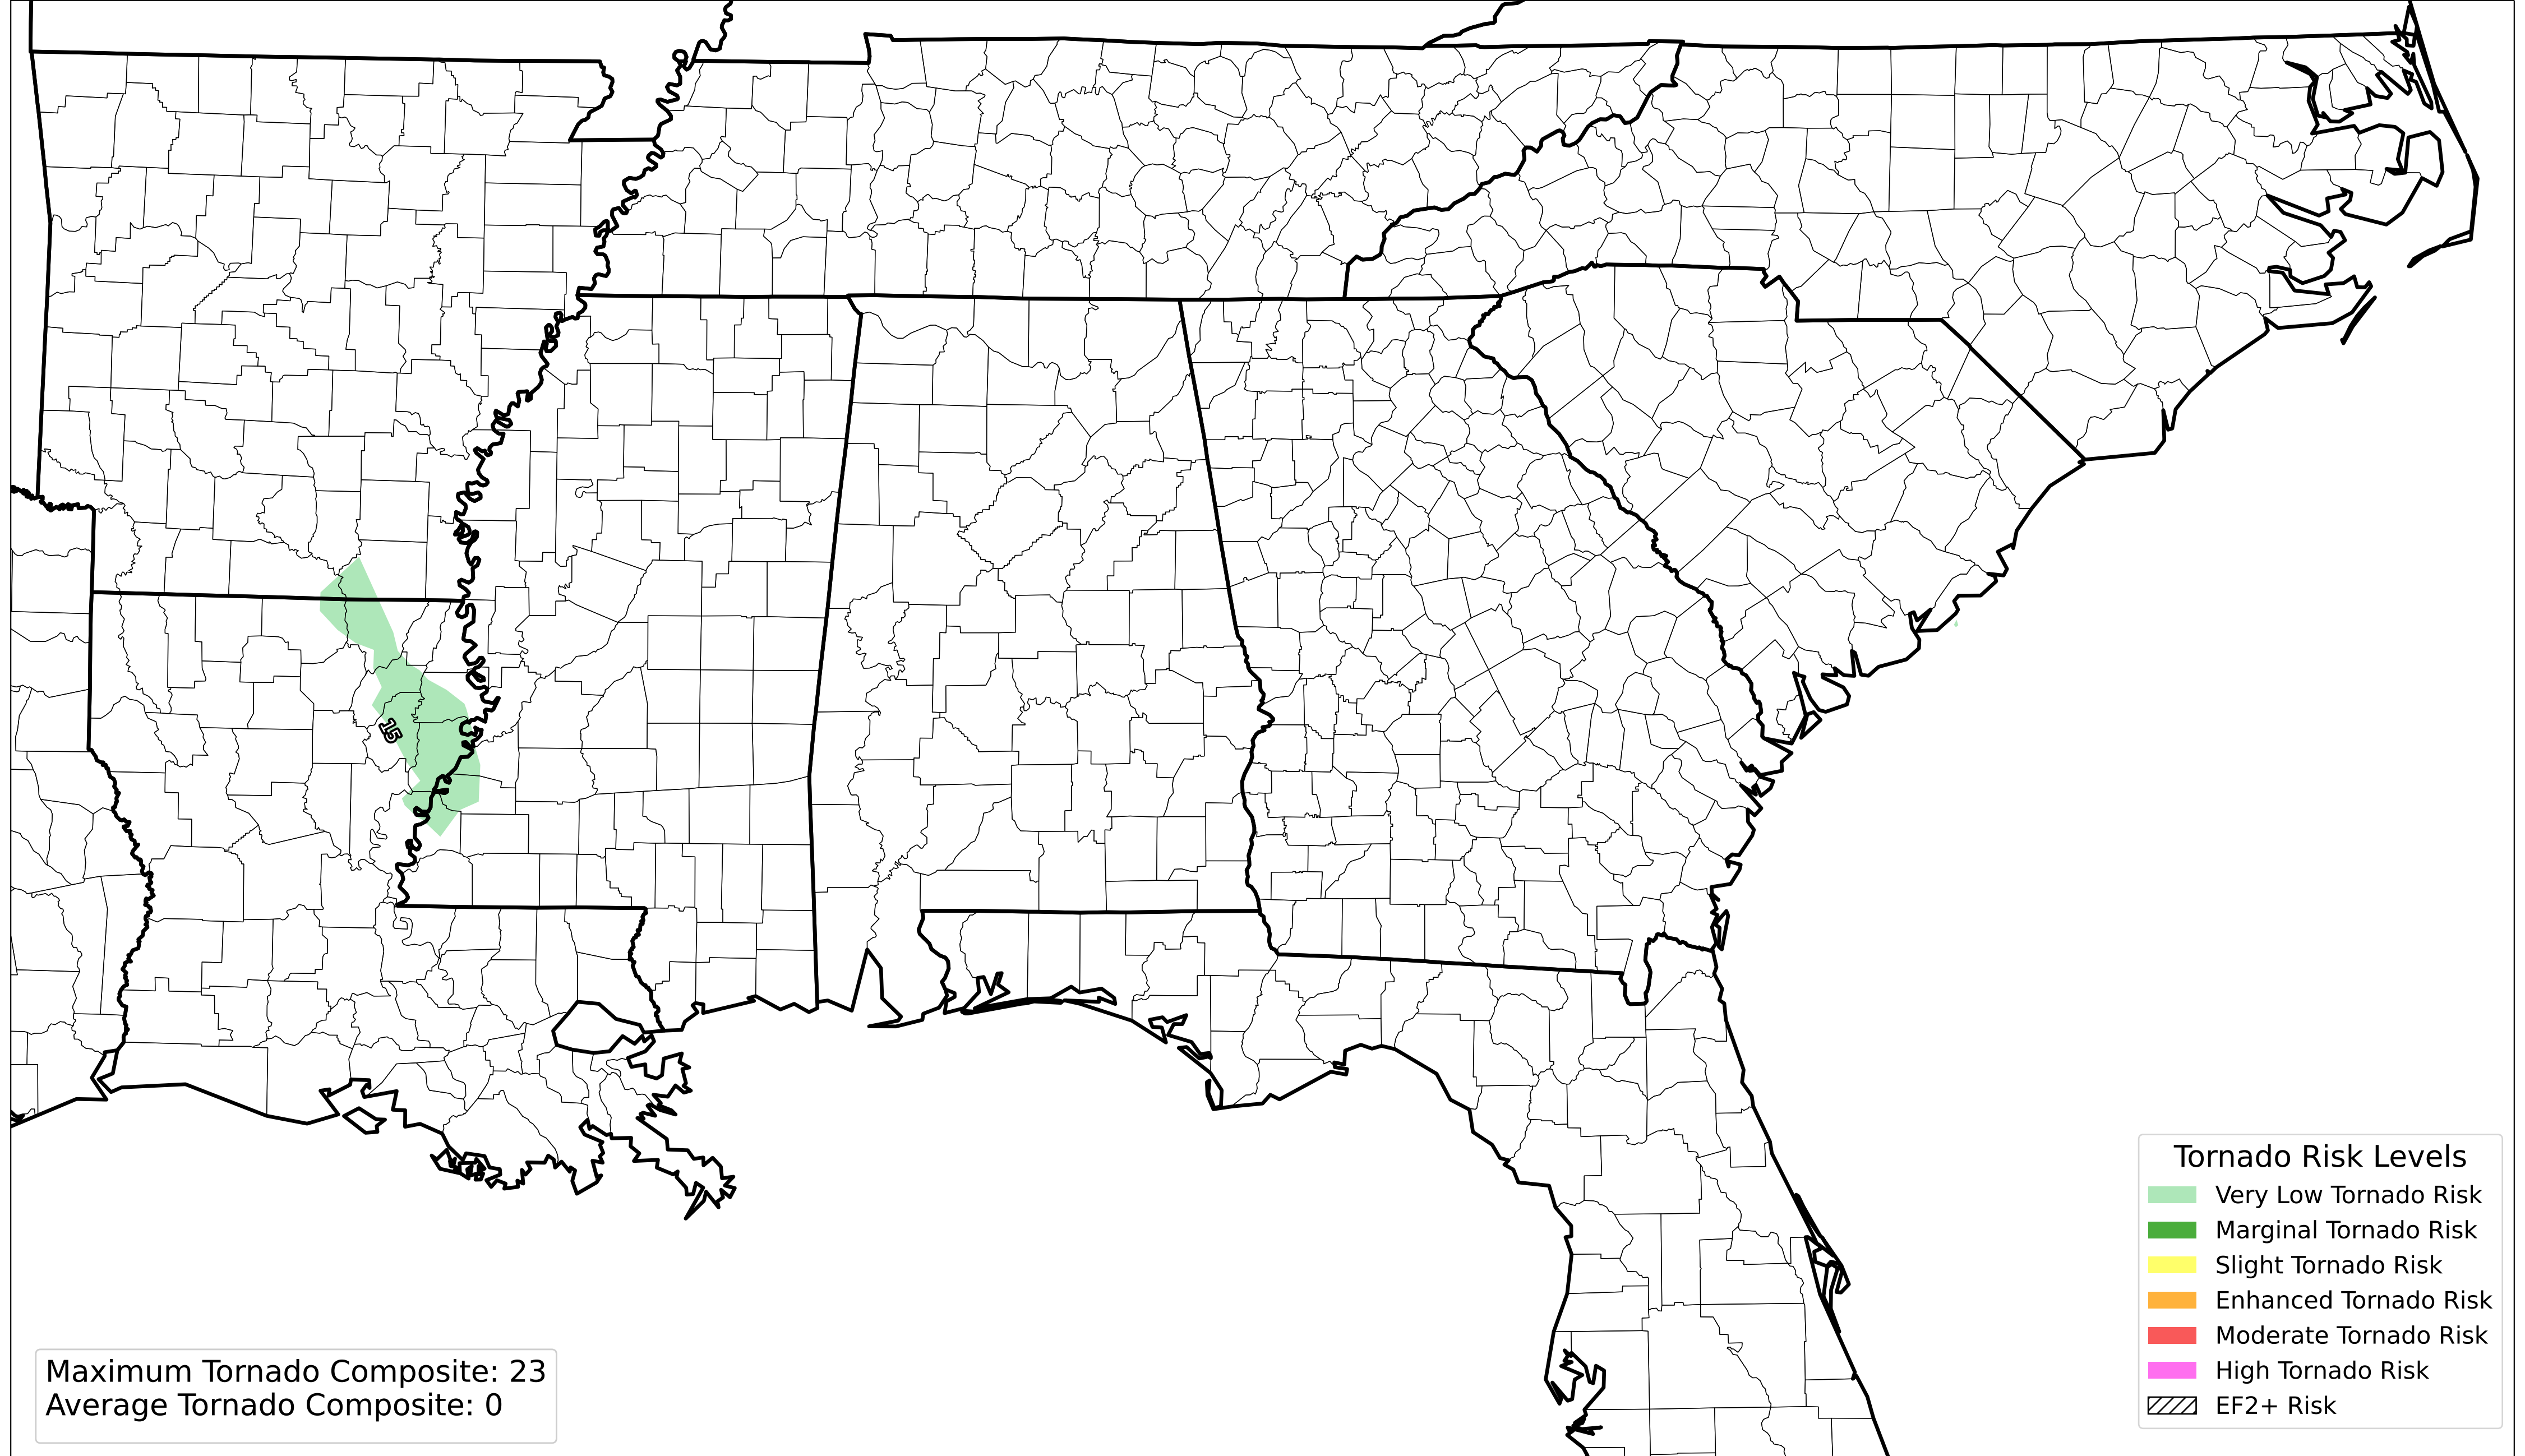 15
Tornado Risk Levels
Very Low Tornado Risk
Marginal Tornado Risk
Slight Tornado Risk
Enhanced Tornado Risk
Moderate Tornado Risk
High Tornado Risk
EF2+ Risk
Maximum Tornado Composite: 23
Average Tornado Composite: 0